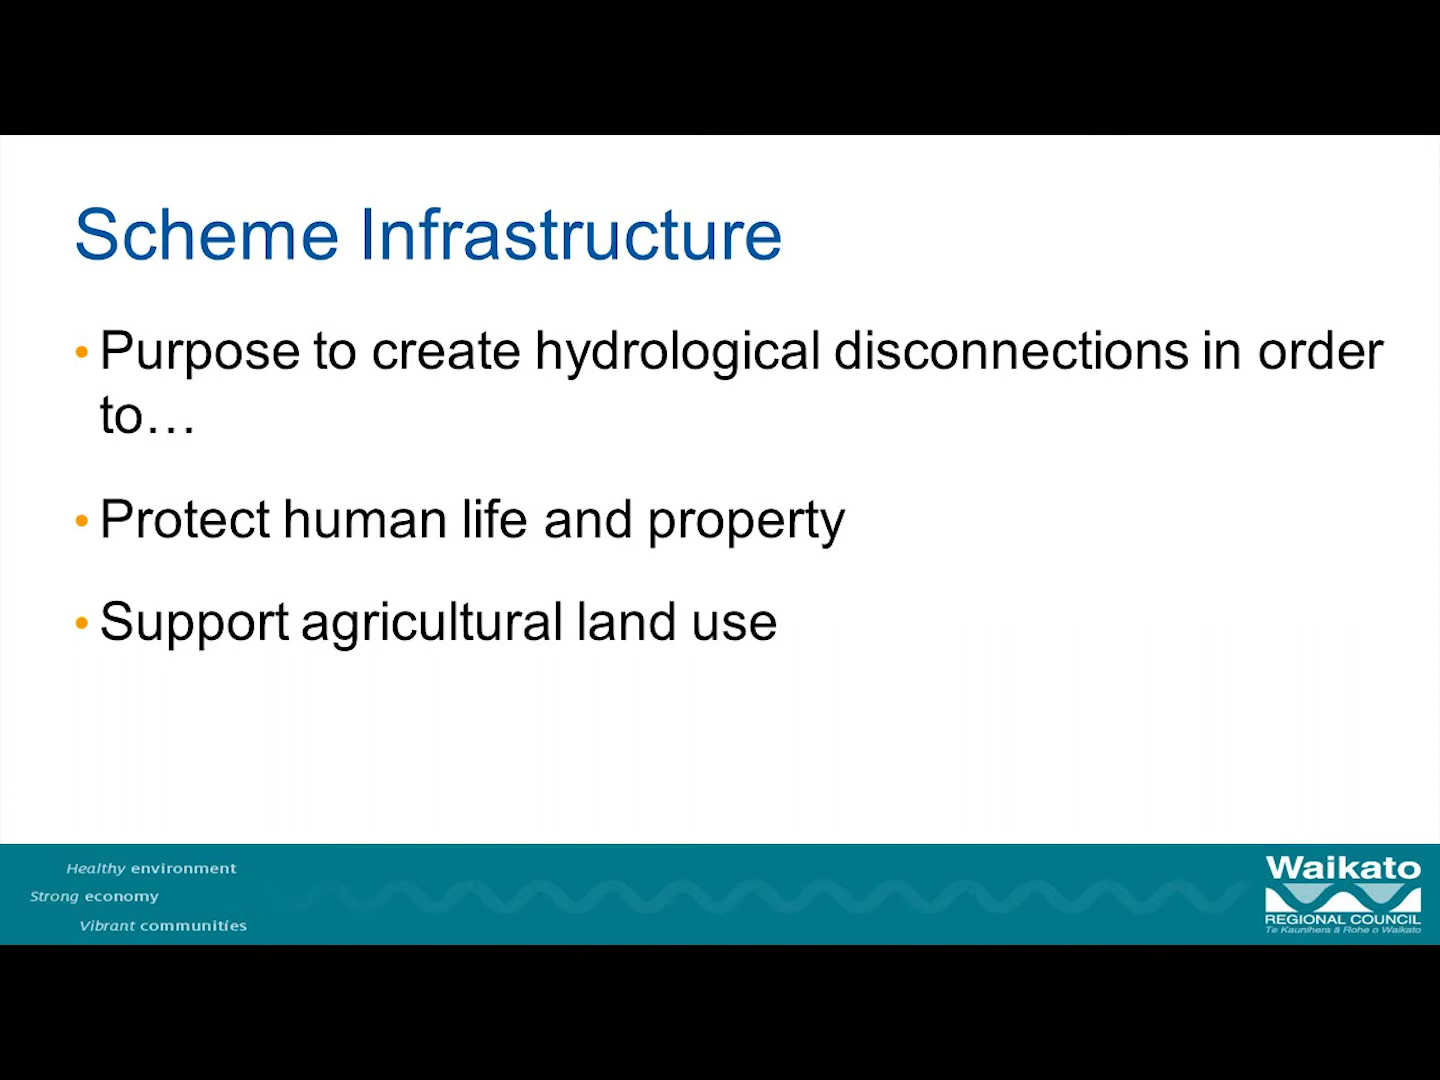 Scheme Infrastructure
• Purpose to create hydrological disconnections in order
to…
• Protect human life and property
• Support agricultural land use
Healthy environment
Strong economy
Vibrant communities
Waikato
REGIONAL COUNCIL
Te Kaunihera ā Rohe o Waikato